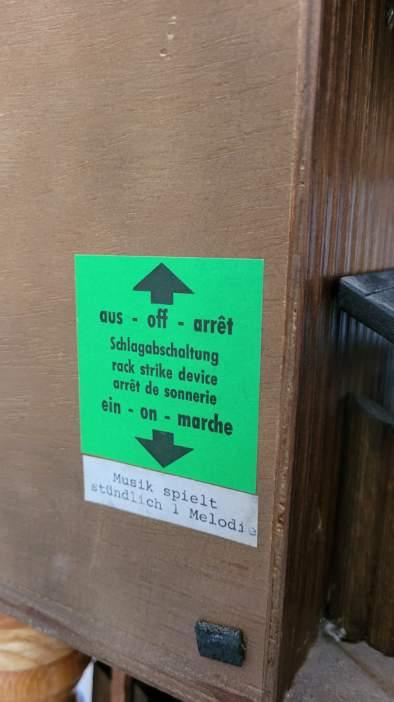 aus - off - arrêt
Schlagabschaltung
rack strike device
arrêt de sonnerie
ein - on - marche
Musik spielt
stündlich 1 Melodie